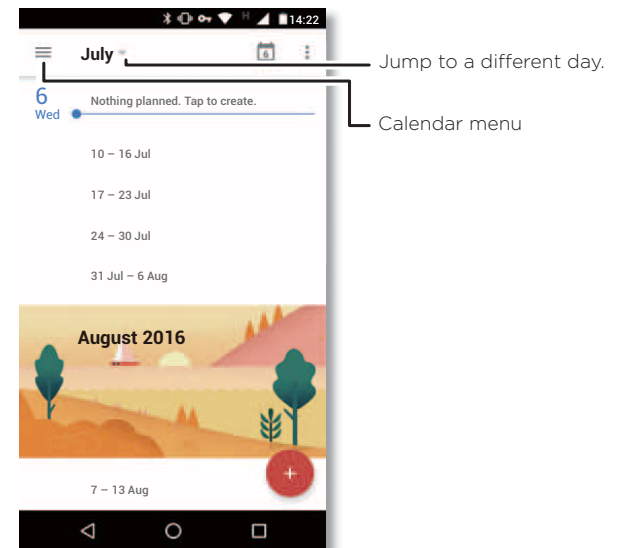 H 14:22
July
6
Jump to a different day.
6
Wed
Nothing planned. Tap to create.
Calendar menu
10 – 16 Jul
17 – 23 Jul
24 – 30 Jul
31 Jul – 6 Aug
August 2016
+
7 – 13 Aug